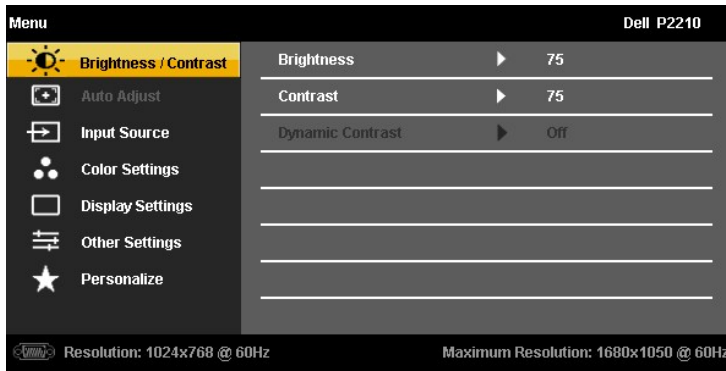 Menu Dell P2210
Brightness / Contrast Brightness 75
Auto Adjust Contrast 75
Input Source Dynamic Contrast Off
Color Settings
Display Settings
Other Settings
Personalize
Resolution: 1024x768 @ 60Hz Maximum Resolution: 1680x1050 @ 60Hz